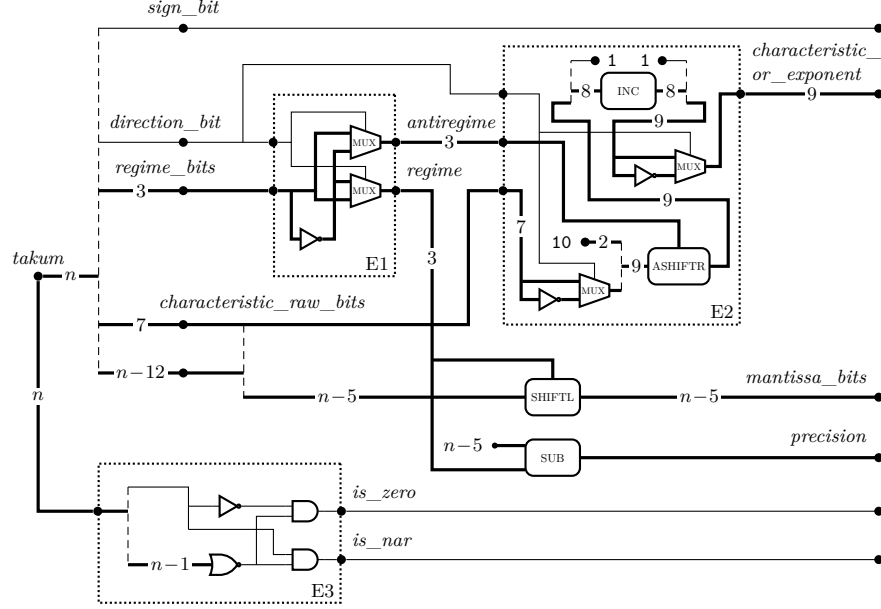 sign_bit
1 1
characteristic_
or_exponent
8 INC 8
9
9
direction_bit
antiregime
MUX
3
MUX
regime_bits
regime
3
MUX
9
7
10 2
takum
n
3
E1
9 ASHIFTR
MUX
characteristic_raw_bits
E2
7
n−12
mantissa_bits
n
n−5
SHIFTL
n−5
precision
n−5
SUB
is_zero
is_nar
n−1
E3